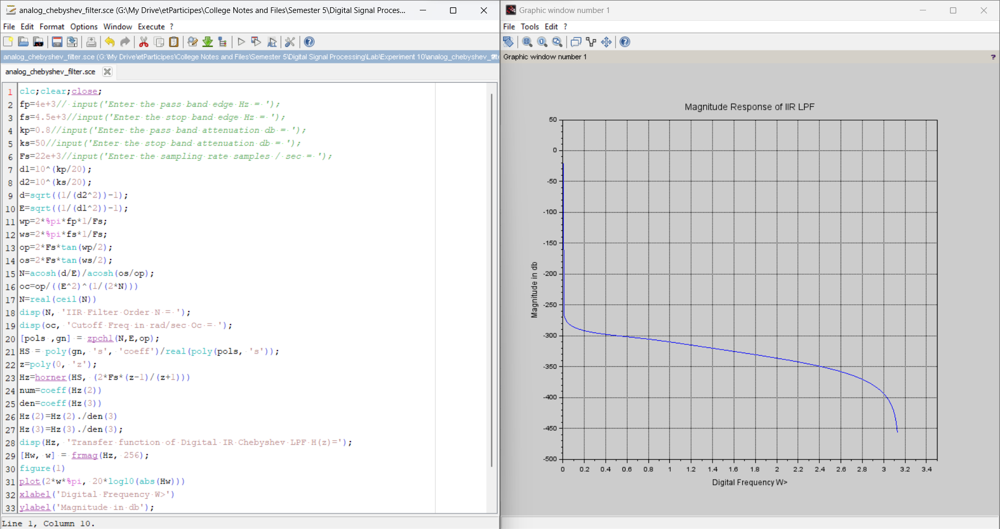 analog_chebyshev_filter.sce (G:\My Drive\etParticipes\College Notes and Files\Semester 5\Digital Signal Proces...
File Edit Format Options Window Execute ?
analog_chebyshev_filter.sce (G:\My Drive\etParticipes\College Notes and Files\Semester 5\Digital Signal Processing\Lab\Experiment 10\analog_chebyshev_
analog_chebyshev_filter.sce
1 clc;clear;close;
2 fp=4e+3// input('Enter the pass band edge Hz = ');
3 fs=4.5e+3//input('Enter the stop band edge Hz = ');
4 kp=0.8//input('Enter the pass band attenuation db = ');
5 ks=50//input('Enter the stop band attenuation db = ');
6 Fs=22e+3//input('Enter the sampling rate samples / sec = ');
7 d1=10^(kp/20);
8 d2=10^(ks/20);
9 d=sqrt((1/(d2^2))-1);
10 E=sqrt((1/(d1^2))-1);
11 wp=2*%pi*fp*1/Fs;
12 ws=2*%pi*fs*1/Fs;
13 op=2*Fs*tan(wp/2);
14 os=2*Fs*tan(ws/2);
15 N=acosh(d/E)/acosh(os/op);
16 oc=op/((E^2)^(1/(2*N)))
17 N=real(ceil(N))
18 disp(N, 'IIR Filter Order N = ');
19 disp(oc, 'Cutoff Freq in rad/sec Oc = ');
20 [pols ,gn] = zpch1(N,E,op);
21 HS = poly(gn, 's', 'coeff')/real(poly(pols, 's'));
22 z=poly(0, 'z');
23 Hz=horner(HS, (2*Fs*(z-1)/(z+1)))
24 num=coeff(Hz(2))
25 den=coeff(Hz(3))
26 Hz(2)=Hz(2)./den(3)
27 Hz(3)=Hz(3)./den(3);
28 disp(Hz, 'Transfer function of Digital IR Chebyshev LPF H(z)=');
29 [Hw, w] = frmag(Hz, 256);
30 figure(1)
31 plot(2*w*%pi, 20*log10(abs(Hw)))
32 xlabel('Digital Frequency W>')
33 ylabel('Magnitude in db');
Line 1, Column 10.
Graphic window number 1
File Tools Edit ?
Graphic window number 1 ?
Magnitude Response of IIR LPF
50
0
-50
-100
-150
-200
-250
-300
-350
-400
-450
-500
Magnitude in db
0 0.2 0.4 0.6 0.8 1 1.2 1.4 1.6 1.8 2 2.2 2.4 2.6 2.8 3 3.2 3.4
Digital Frequency W>